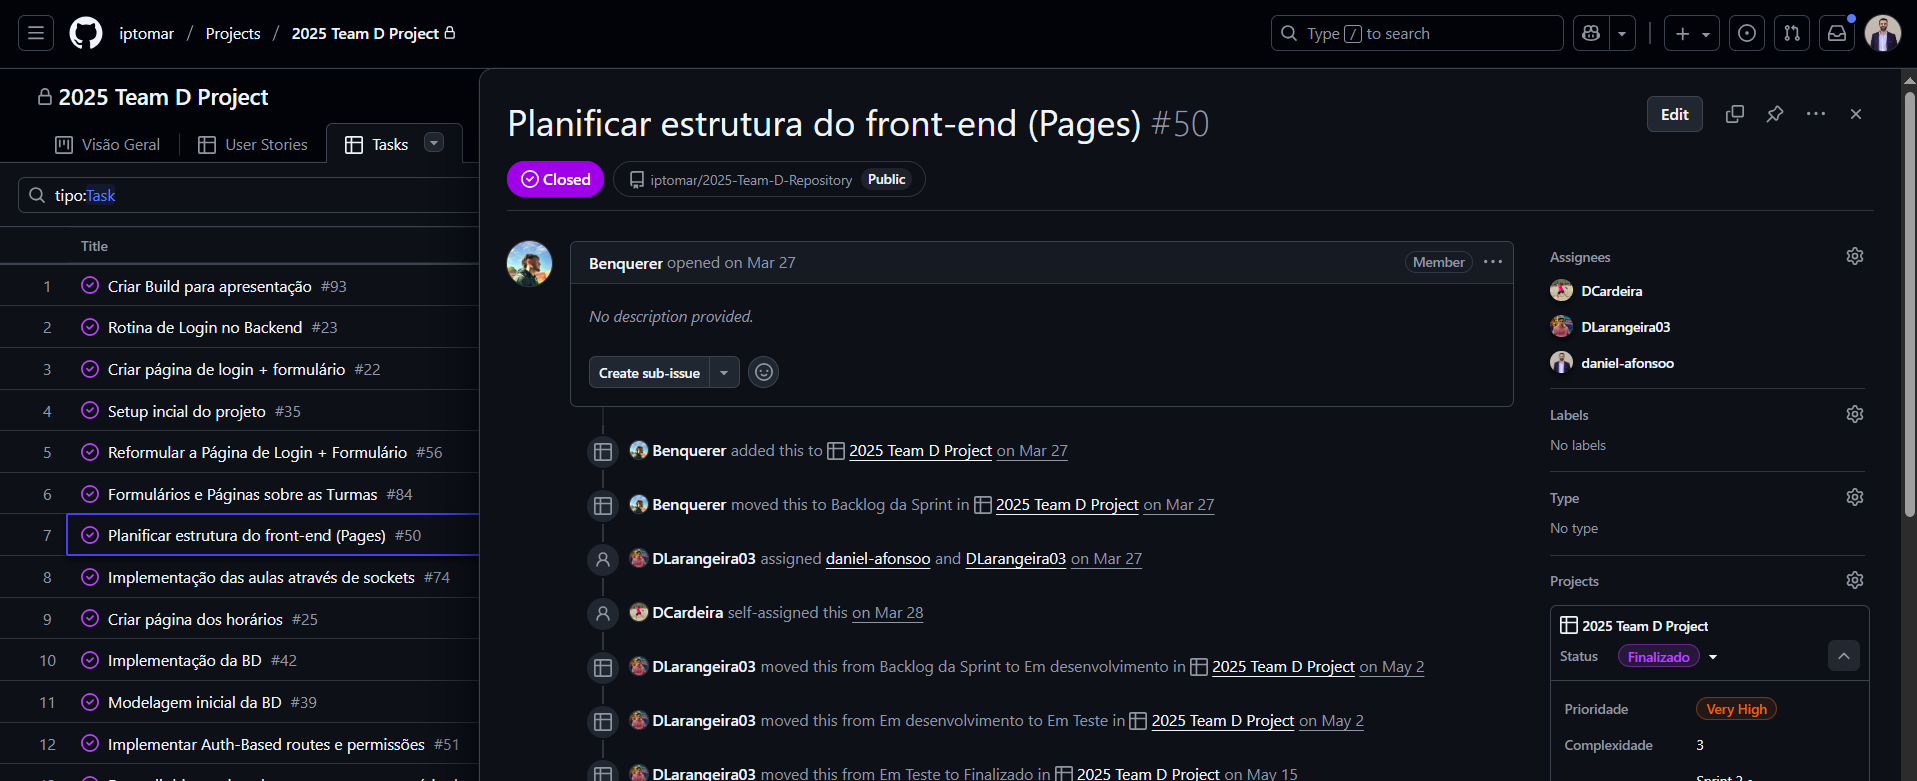 iptomar / Projects / 2025 Team D Project
Type / to search
2025 Team D Project
Visão Geral
User Stories
Tasks
tipo:Task
Title
1 Criar Build para apresentação #93
2 Rotina de Login no Backend #23
3 Criar página de login + formulário #22
4 Setup incial do projeto #35
5 Reformular a Página de Login + Formulário #56
6 Formulários e Páginas sobre as Turmas #84
7 Planificar estrutura do front-end (Pages) #50
8 Implementação das aulas através de sockets #74
9 Criar página dos horários #25
10 Implementação da BD #42
11 Modelagem inicial da BD #39
12 Implementar Auth-Based routes e permissões #51
Planificar estrutura do front-end (Pages) #50
Edit
Closed
iptomar/2025-Team-D-Repository Public
Benquerer opened on Mar 27
Member
No description provided.
Create sub-issue
Benquerer added this to 2025 Team D Project on Mar 27
Benquerer moved this to Backlog da Sprint in 2025 Team D Project on Mar 27
DLarangeira03 assigned daniel-afonsoo and DLarangeira03 on Mar 27
DCardeira self-assigned this on Mar 28
DLarangeira03 moved this from Backlog da Sprint to Em desenvolvimento in 2025 Team D Project on May 2
DLarangeira03 moved this from Em desenvolvimento to Em Teste in 2025 Team D Project on May 2
DLarangeira03 moved this from Em Teste to Finalizado in 2025 Team D Project on May 15
Assignees
DCardeira
DLarangeira03
daniel-afonsoo
Labels
No labels
Type
No type
Projects
2025 Team D Project
Status Finalizado
Prioridade Very High
Complexidade 3
Sprint 2